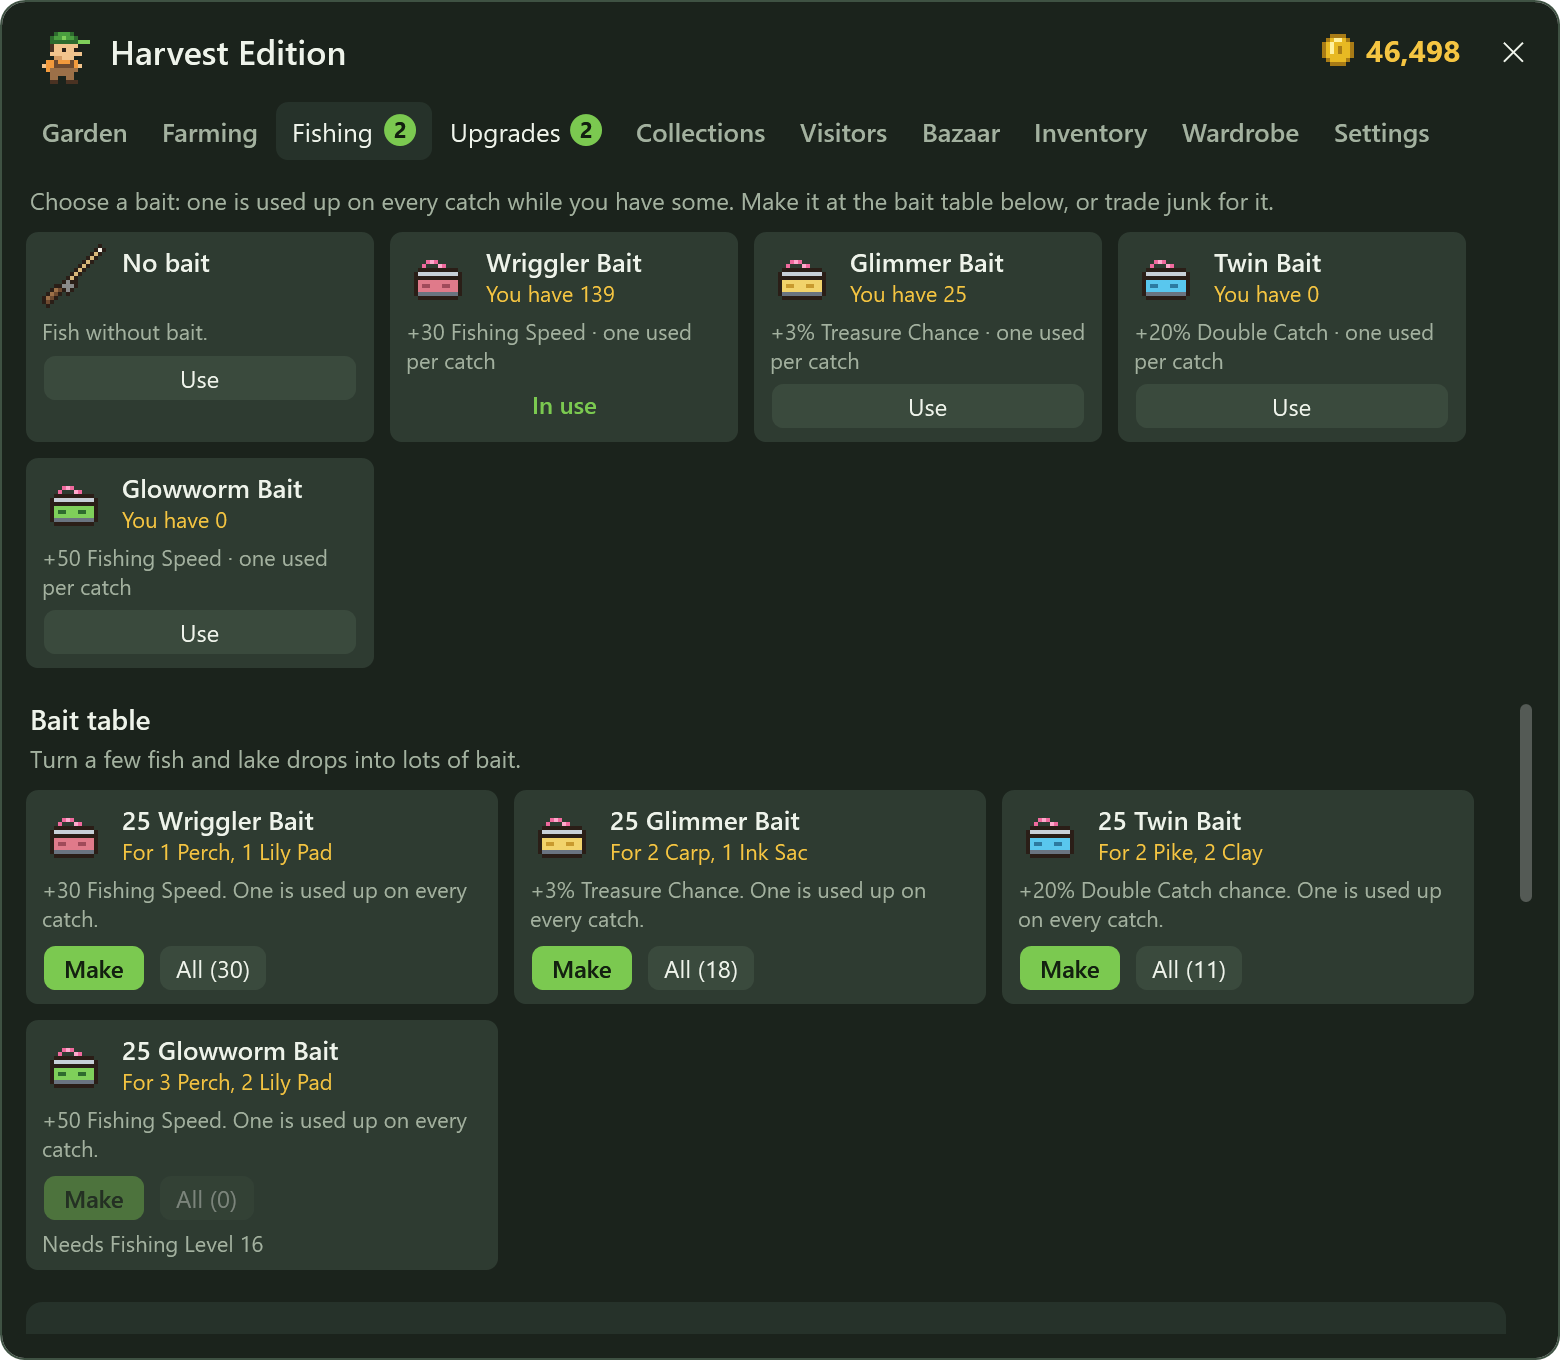 Harvest Edition
46,498
Garden
Farming
Fishing 2
Upgrades 2
Collections
Visitors
Bazaar
Inventory
Wardrobe
Settings
Choose a bait: one is used up on every catch while you have some. Make it at the bait table below, or trade junk for it.
No bait
Fish without bait.
Use
Wriggler Bait
You have 139
+30 Fishing Speed · one used
per catch
In use
Glimmer Bait
You have 25
+3% Treasure Chance · one used
per catch
Use
Twin Bait
You have 0
+20% Double Catch · one used
per catch
Use
Glowworm Bait
You have 0
+50 Fishing Speed · one used
per catch
Use
Bait table
Turn a few fish and lake drops into lots of bait.
25 Wriggler Bait
For 1 Perch, 1 Lily Pad
+30 Fishing Speed. One is used up on every
catch.
Make
All (30)
25 Glimmer Bait
For 2 Carp, 1 Ink Sac
+3% Treasure Chance. One is used up on
every catch.
Make
All (18)
25 Twin Bait
For 2 Pike, 2 Clay
+20% Double Catch chance. One is used up
on every catch.
Make
All (11)
25 Glowworm Bait
For 3 Perch, 2 Lily Pad
+50 Fishing Speed. One is used up on every
catch.
Make
All (0)
Needs Fishing Level 16